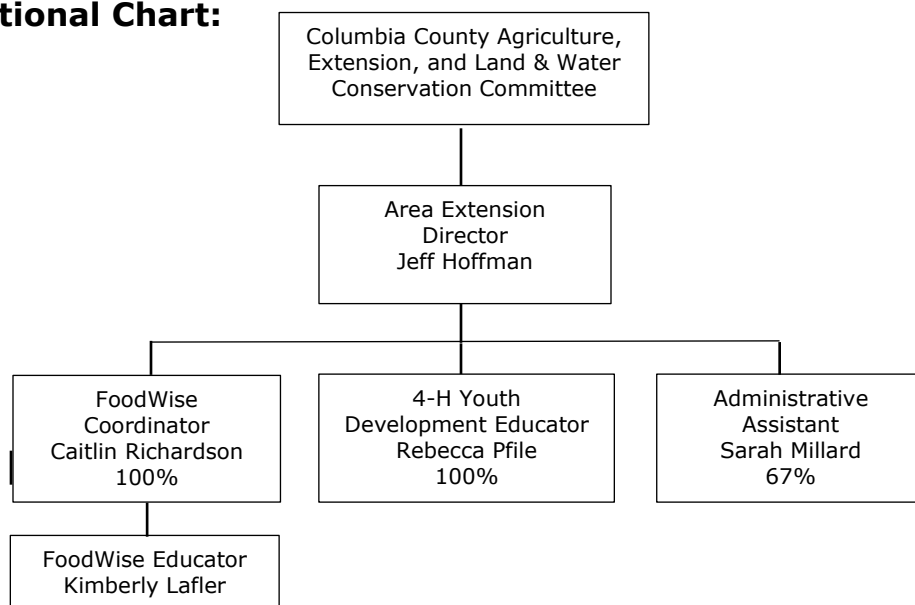 tional Chart:
Columbia County Agriculture,
Extension, and Land & Water
Conservation Committee
Area Extension
Director
Jeff Hoffman
FoodWise
Coordinator
Caitlin Richardson
100%
4-H Youth
Development Educator
Rebecca Pfile
100%
Administrative
Assistant
Sarah Millard
67%
FoodWise Educator
Kimberly Lafler